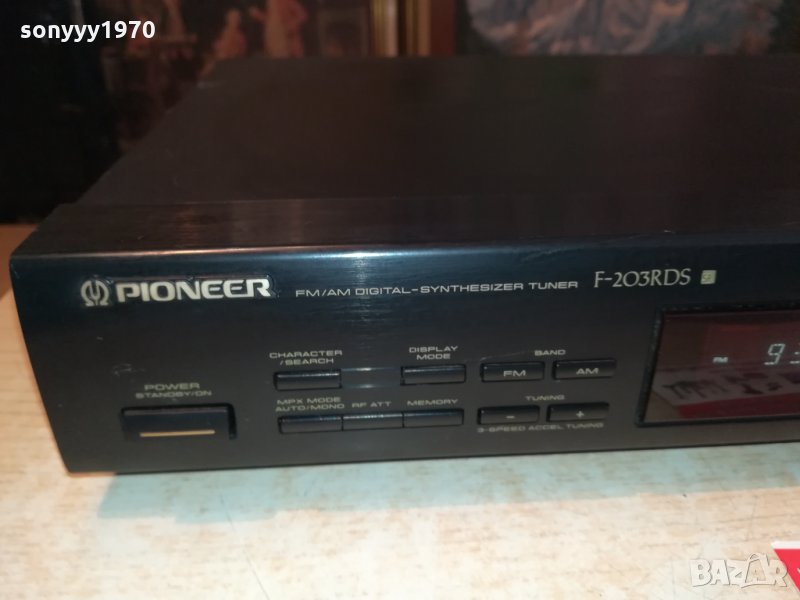 sonyyy1970
PIONEER FM/AM DIGITAL-SYNTHESIZER TUNER F-203RDS
CHARACTER /SEARCH
DISPLAY MODE
BAND
FM AM
POWER
STANDBY/ON
MPX MODE AUTO/MONO RF ATT MEMORY
TUNING
- +
3-SPEED ACCEL TUNING
FM
BAZAR